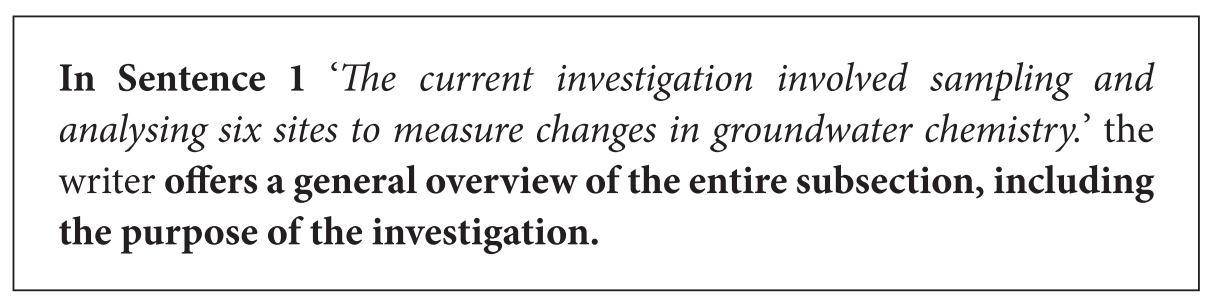 In Sentence 1 ‘The current investigation involved sampling and
analysing six sites to measure changes in groundwater chemistry.’ the
writer offers a general overview of the entire subsection, including
the purpose of the investigation.